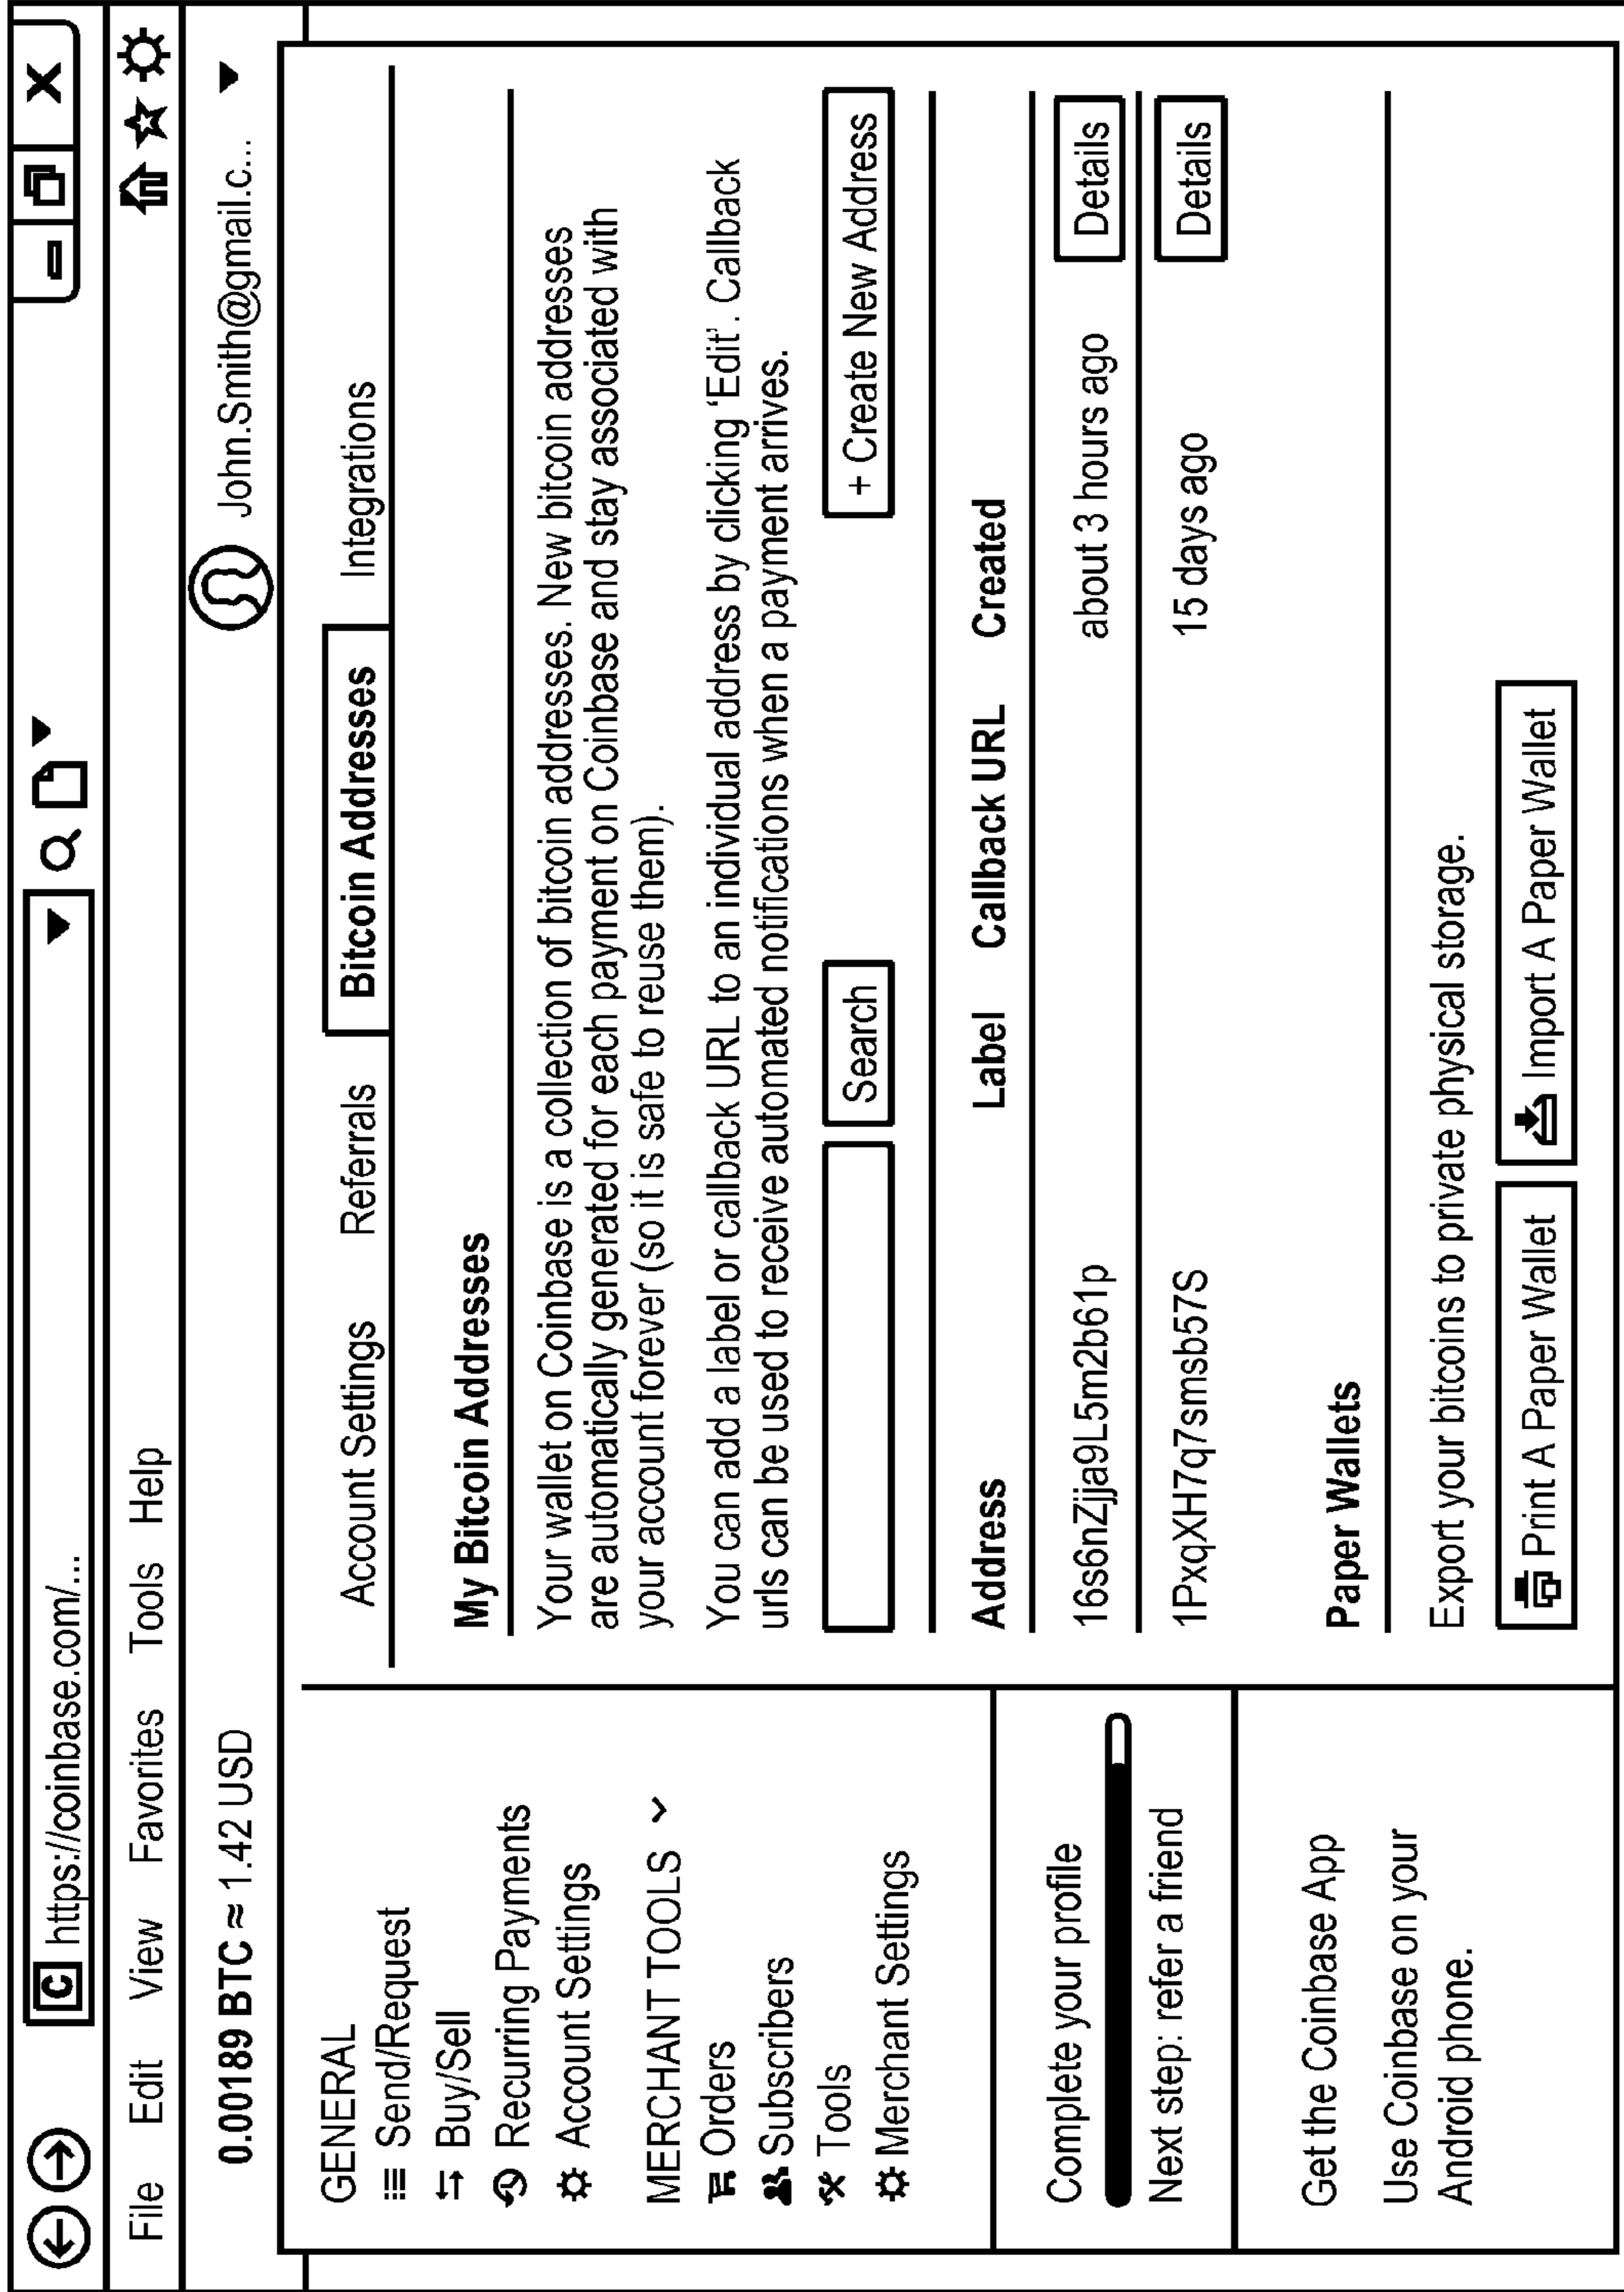 C https://coinbase.com/...
X
File Edit View Favorites Tools Help
0.00189 BTC ≈ 1.42 USD
John.Smith@gmail.c...
GENERAL
Send/Request
Buy/Sell
Recurring Payments
Account Settings
MERCHANT TOOLS
Orders
Subscribers
Tools
Merchant Settings
Complete your profile
Next step: refer a friend
Get the Coinbase App
Use Coinbase on your
Android phone.
Account Settings Referrals Bitcoin Addresses Integrations
My Bitcoin Addresses
Your wallet on Coinbase is a collection of bitcoin addresses. New bitcoin addresses
are automatically generated for each payment on Coinbase and stay associated with
your account forever (so it is safe to reuse them).
You can add a label or callback URL to an individual address by clicking ‘Edit’. Callback
urls can be used to receive automated notifications when a payment arrives.
Search + Create New Address
Address Label Callback URL Created
16s6nZjja9L5m2b61p about 3 hours ago Details
1PxqXH7q7smsb57S 15 days ago Details
Paper Wallets
Export your bitcoins to private physical storage.
Print A Paper Wallet Import A Paper Wallet